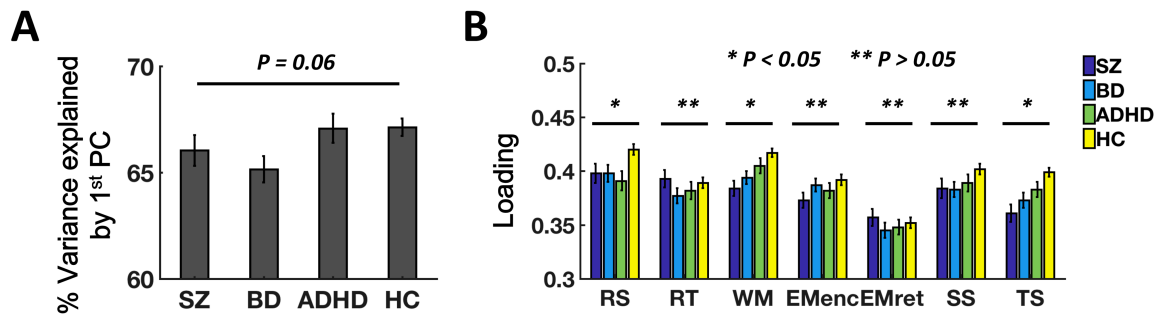 A
% Variance explained
by 1st PC
70
65
60
P = 0.06
SZ BD ADHD HC
B
Loading
0.5
0.45
0.4
0.35
0.3
* P < 0.05 ** P > 0.05
* ** * ** ** ** *
RS RT WM EMenc EMret SS TS
SZ
BD
ADHD
HC